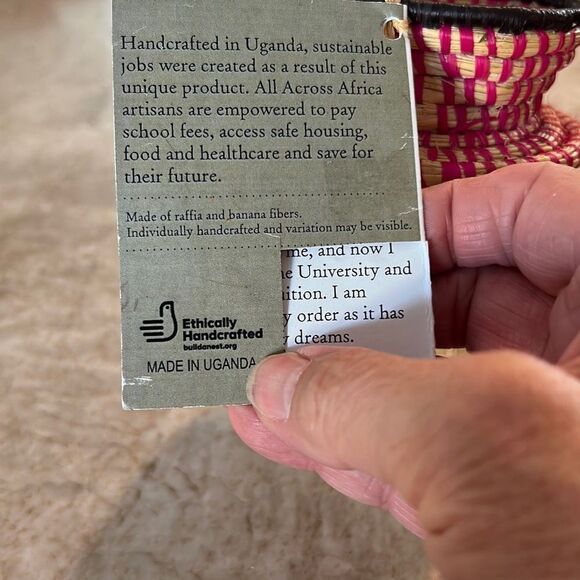 Handcrafted in Uganda, sustainable
jobs were created as a result of this
unique product. All Across Africa
artisans are empowered to pay
school fees, access safe housing,
food and healthcare and save for
their future.
Made of raffia and banana fibers.
Individually handcrafted and variation may be visible.
me, and now I
e University and
ition. I am
y order as it has
y dreams.
Ethically
Handcrafted
buildanest.org
MADE IN UGANDA